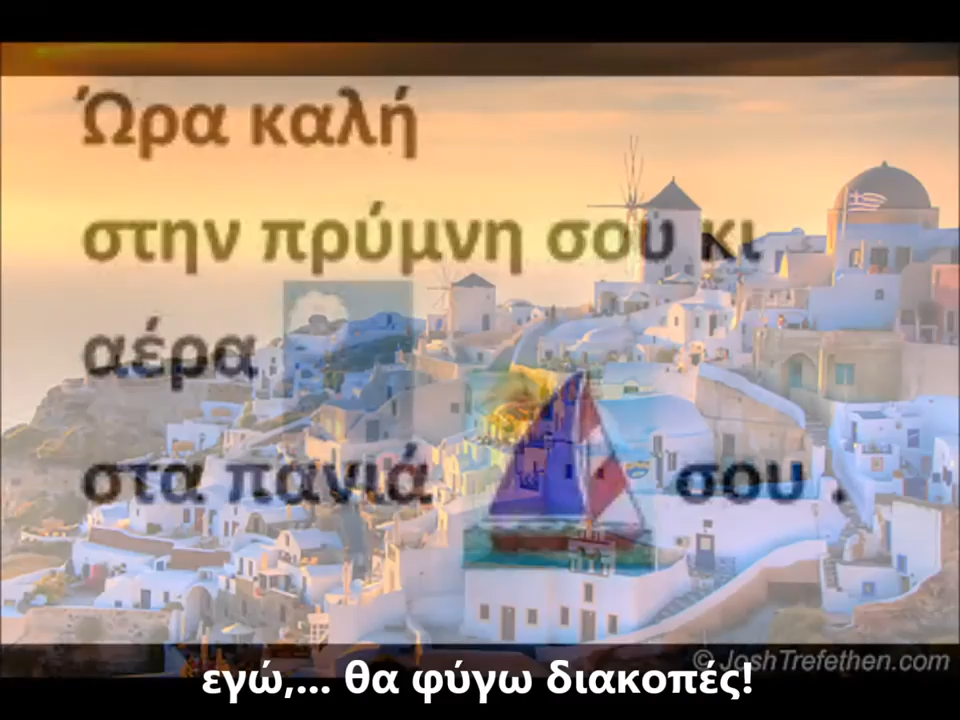 Ώρα καλή
στην πρύμνη σου κι
αέρα
στα πανιά σου .
© JoshTrefethen.com
εγώ,... θα φύγω διακοπές!